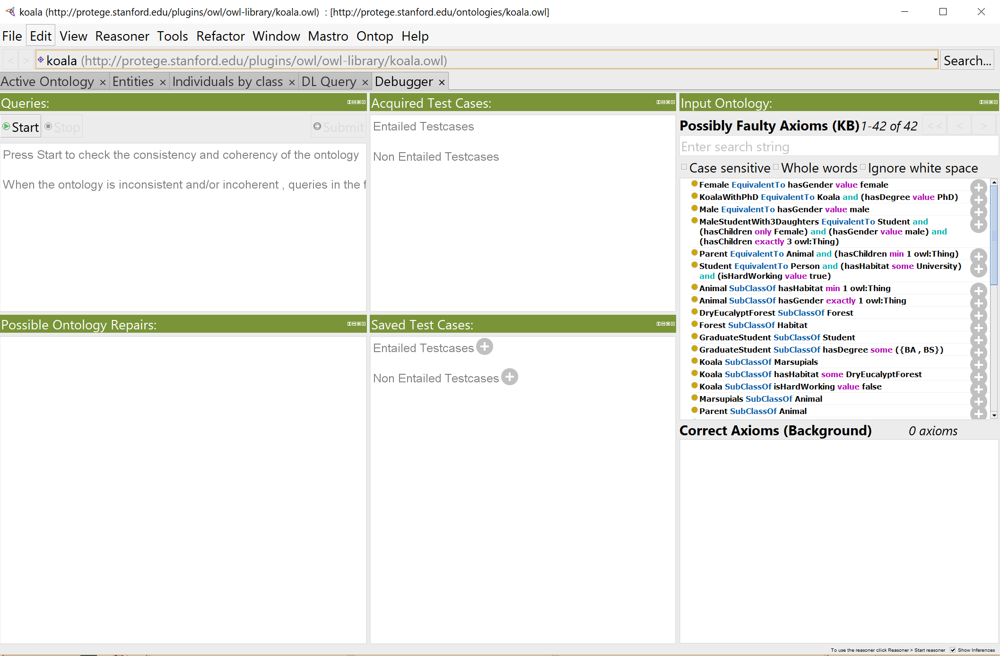 koala (http://protege.stanford.edu/plugins/owl/owl-library/koala.owl)  : [http://protege.stanford.edu/ontologies/koala.owl]
File Edit View Reasoner Tools Refactor Window Mastro Ontop Help
< > koala (http://protege.stanford.edu/plugins/owl/owl-library/koala.owl) Search...
Active Ontology × Entities × Individuals by class × DL Query × Debugger ×
Queries:
Start Stop Submit
Press Start to check the consistency and coherency of the ontology
When the ontology is inconsistent and/or incoherent , queries in the f
Possible Ontology Repairs:
Acquired Test Cases:
Entailed Testcases
Non Entailed Testcases
Saved Test Cases:
Entailed Testcases
Non Entailed Testcases
Input Ontology:
Possibly Faulty Axioms (KB) 1-42 of 42 << < >
Enter search string
Case sensitive Whole words Ignore white space
Female EquivalentTo hasGender value female
KoalaWithPhD EquivalentTo Koala and (hasDegree value PhD)
Male EquivalentTo hasGender value male
MaleStudentWith3Daughters EquivalentTo Student and
(hasChildren only Female) and (hasGender value male) and
(hasChildren exactly 3 owl:Thing)
Parent EquivalentTo Animal and (hasChildren min 1 owl:Thing)
Student EquivalentTo Person and (hasHabitat some University)
and (isHardWorking value true)
Animal SubClassOf hasHabitat min 1 owl:Thing
Animal SubClassOf hasGender exactly 1 owl:Thing
DryEucalyptForest SubClassOf Forest
Forest SubClassOf Habitat
GraduateStudent SubClassOf Student
GraduateStudent SubClassOf hasDegree some ({BA , BS})
Koala SubClassOf Marsupials
Koala SubClassOf hasHabitat some DryEucalyptForest
Koala SubClassOf isHardWorking value false
Marsupials SubClassOf Animal
Parent SubClassOf Animal
Correct Axioms (Background) 0 axioms
To use the reasoner click Reasoner > Start reasoner Show Inferences